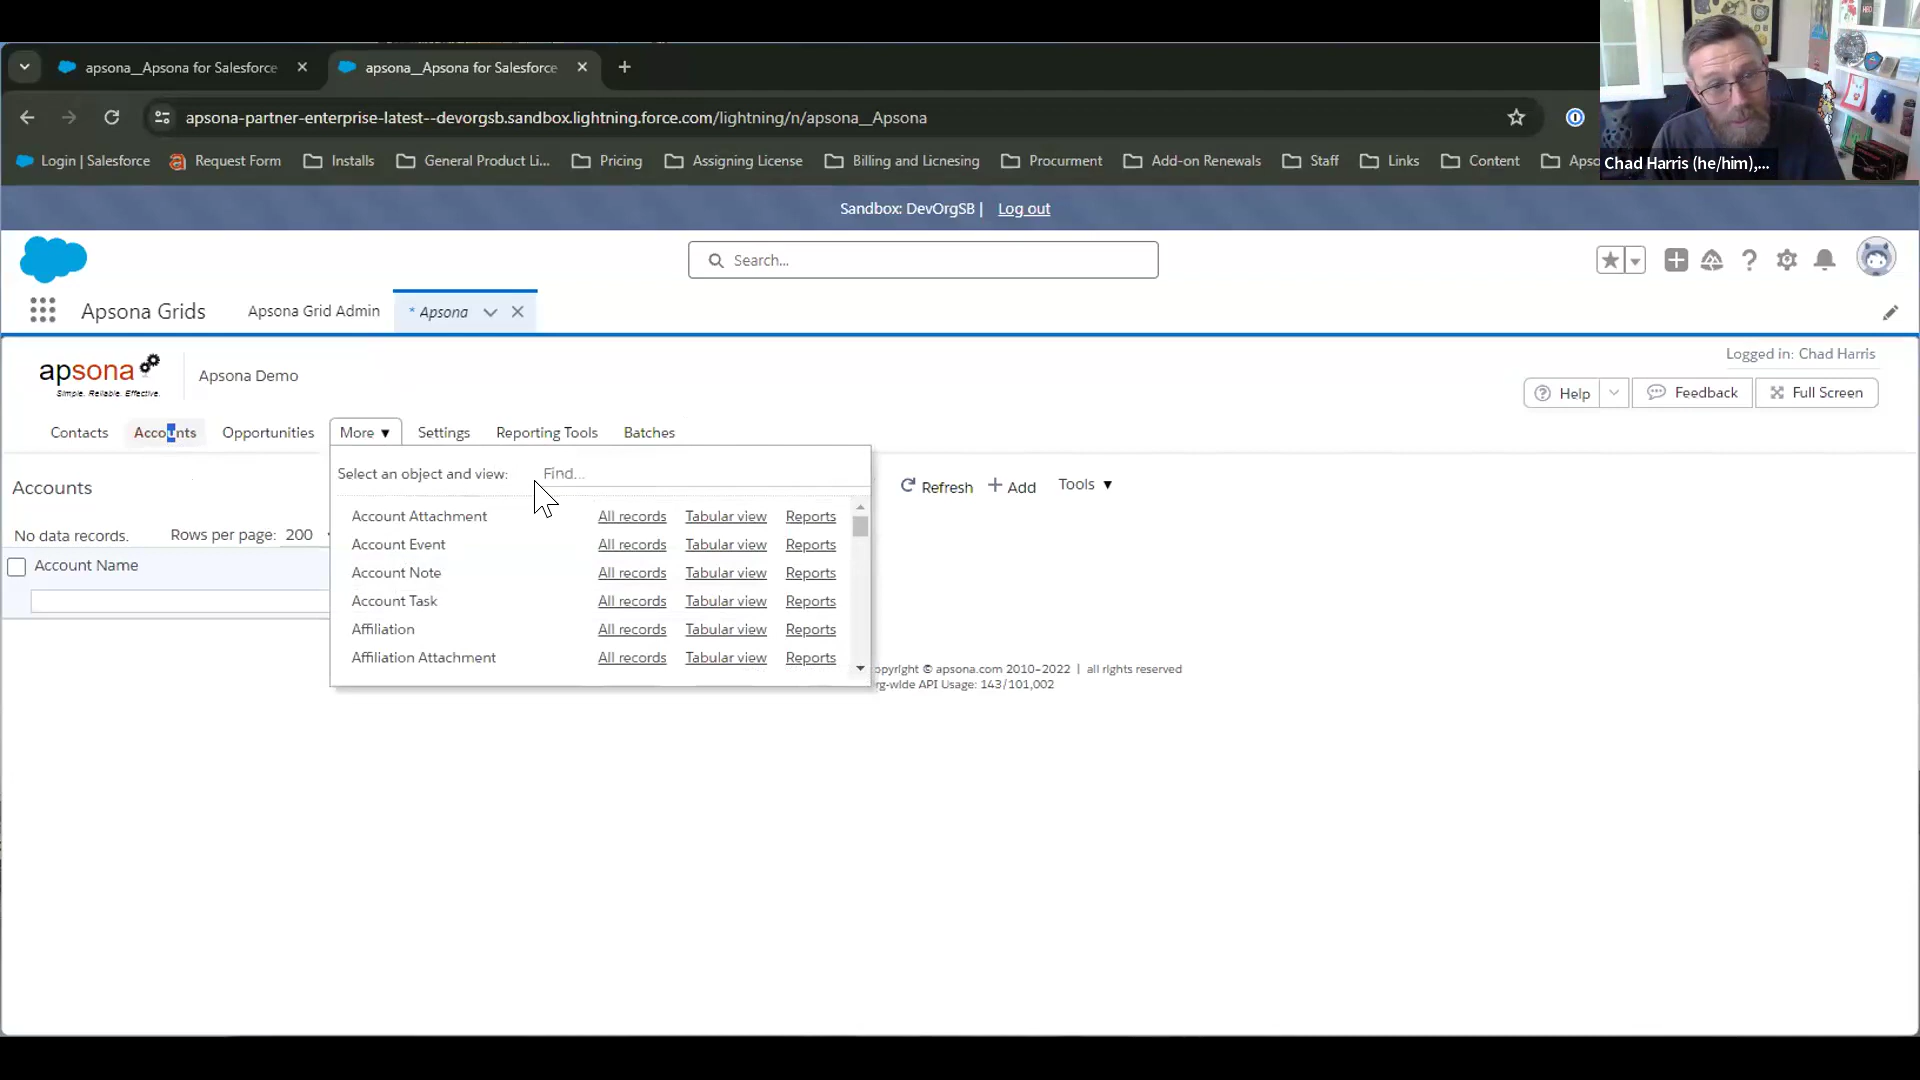 apsona__Apsona for Salesforce
apsona__Apsona for Salesforce
apsona-partner-enterprise-latest--devorgsb.sandbox.lightning.force.com/lightning/n/apsona__Apsona
Login | Salesforce Request Form Installs General Product Li... Pricing Assigning License Billing and Licnesing Procurment Add-on Renewals Staff Links Content Apso
Chad Harris (he/him),...
Sandbox: DevOrgSB | Log out
Search...
Apsona Grids Apsona Grid Admin * Apsona
Logged in: Chad Harris
apsona
Simple. Reliable. Effective.
Apsona Demo
Help Feedback Full Screen
Contacts Accounts Opportunities More ▼ Settings Reporting Tools Batches
Select an object and view: Find...
Accounts
Refresh + Add Tools ▼
No data records. Rows per page: 200
Account Name
Account Attachment All records Tabular view Reports
Account Event All records Tabular view Reports
Account Note All records Tabular view Reports
Account Task All records Tabular view Reports
Affiliation All records Tabular view Reports
Affiliation Attachment All records Tabular view Reports
opyright © apsona.com 2010-2022 | all rights reserved
rg-wide API Usage: 143/101,002